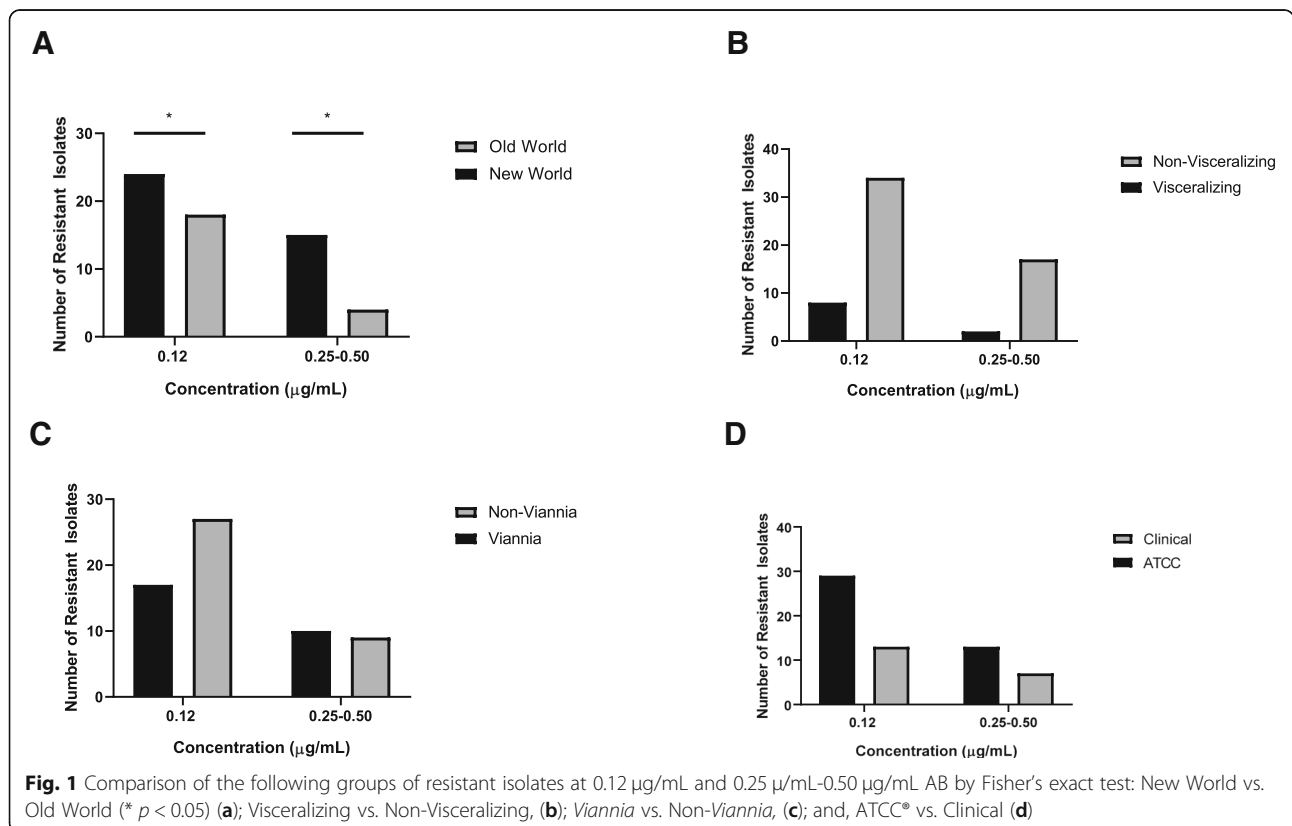 A
*
*
Old World
New World
Number of Resistant Isolates
30
20
10
0
0.12
0.25-0.50
Concentration (μg/mL)
B
Non-Visceralizing
Visceralizing
Number of Resistant Isolates
40
30
20
10
0
0.12
0.25-0.50
Concentration (μg/mL)
C
Non-Viannia
Viannia
Number of Resistant Isolates
30
20
10
0
0.12
0.25-0.50
Concentration (μg/mL)
D
Clinical
ATCC
Number of Resistant Isolates
40
30
20
10
0
0.12
0.25-0.50
Concentration (μg/mL)
Fig. 1 Comparison of the following groups of resistant isolates at 0.12 μg/mL and 0.25 μ/mL-0.50 μg/mL AB by Fisher's exact test: New World vs.
Old World (* p < 0.05) (a); Visceralizing vs. Non-Visceralizing, (b); Viannia vs. Non-Viannia, (c); and, ATCC® vs. Clinical (d)